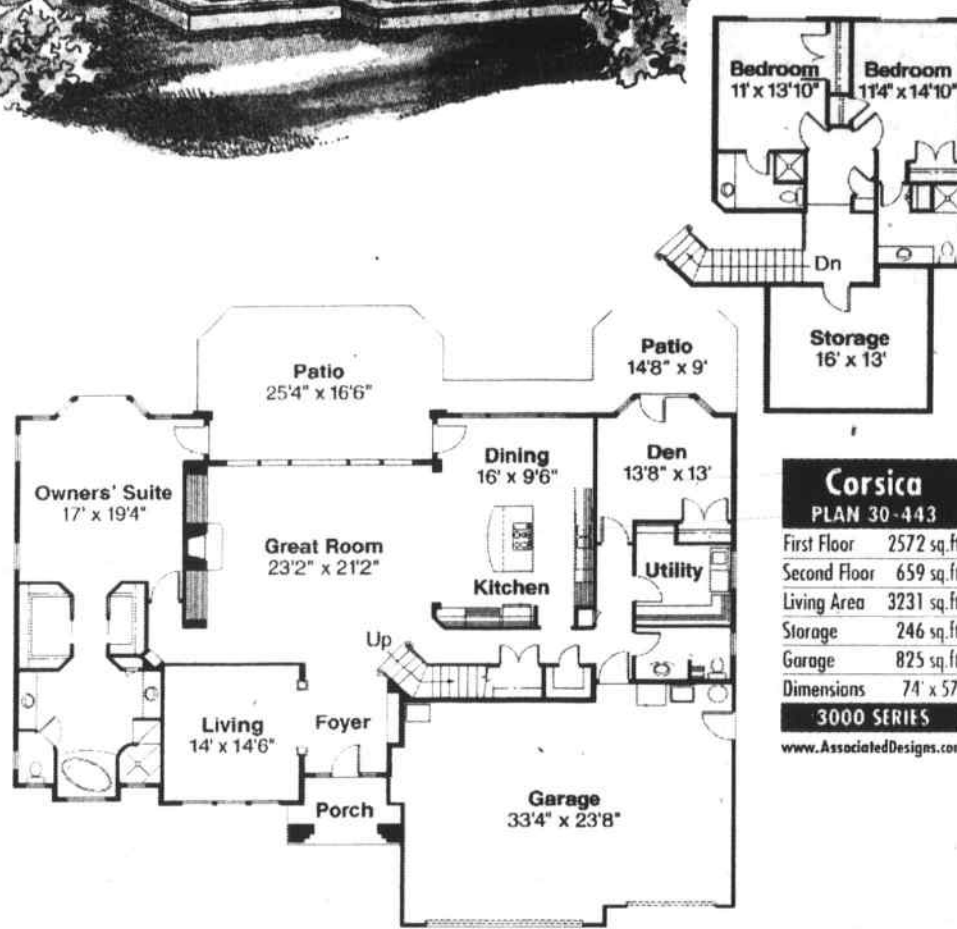 Bedroom
11' x 13'10"
Bedroom
11'4" x 14'10"
Dn
Storage
16' x 13'
Patio
25'4" x 16'6"
Patio
14'8" x 9'
Owners' Suite
17' x 19'4"
Dining
16' x 9'6"
Den
13'8" x 13'
Great Room
23'2" x 21'2"
Kitchen
Utility
Up
Living
14' x 14'6"
Foyer
Porch
Garage
33'4" x 23'8"
Corsica
PLAN 30-443
First Floor 2572 sq.ft
Second Floor 659 sq.ft
Living Area 3231 sq.ft
Storage 246 sq.ft
Garage 825 sq.ft
Dimensions 74' x 57
3000 SERIES
www.AssociatedDesigns.com